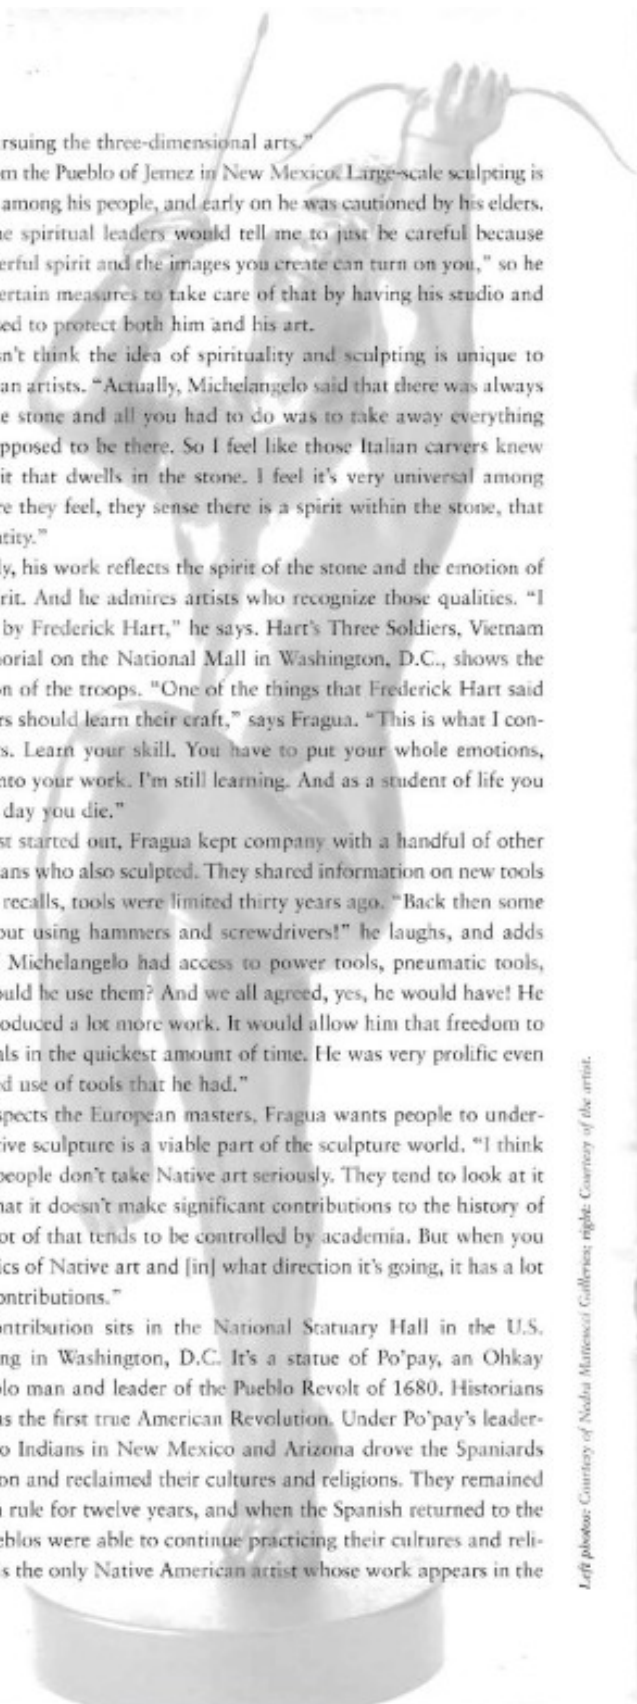 rsuing the three-dimensional arts."
m the Pueblo of Jemez in New Mexico. Large-scale sculpting is
among his people, and early on he was cautioned by his elders.
e spiritual leaders would tell me to just be careful because
erful spirit and the images you create can turn on you," so he
ertain measures to take care of that by having his studio and
ed to protect both him and his art.
n't think the idea of spirituality and sculpting is unique to
an artists. "Actually, Michelangelo said that there was always
e stone and all you had to do was to take away everything
pposed to be there. So I feel like those Italian carvers knew
it that dwells in the stone. I feel it's very universal among
re they feel, they sense there is a spirit within the stone, that
tity."
ly, his work reflects the spirit of the stone and the emotion of
rit. And he admires artists who recognize those qualities. "I
by Frederick Hart," he says. Hart's Three Soldiers, Vietnam
orial on the National Mall in Washington, D.C., shows the
n of the troops. "One of the things that Frederick Hart said
rs should learn their craft," says Fragua. "This is what I con-
s. Learn your skill. You have to put your whole emotions,
nto your work. I'm still learning. And as a student of life you
day you die."
st started out, Fragua kept company with a handful of other
ans who also sculpted. They shared information on new tools
recalls, tools were limited thirty years ago. "Back then some
out using hammers and screwdrivers!" he laughs, and adds
Michelangelo had access to power tools, pneumatic tools,
ould he use them? And we all agreed, yes, he would have! He
oduced a lot more work. It would allow him that freedom to
als in the quickest amount of time. He was very prolific even
d use of tools that he had."
spects the European masters, Fragua wants people to under-
tive sculpture is a viable part of the sculpture world. "I think
people don't take Native art seriously. They tend to look at it
hat it doesn't make significant contributions to the history of
ot of that tends to be controlled by academia. But when you
ics of Native art and [in] what direction it's going, it has a lot
ontributions."
ontribution sits in the National Statuary Hall in the U.S.
ng in Washington, D.C. It's a statue of Po'pay, an Ohkay
blo man and leader of the Pueblo Revolt of 1680. Historians
as the first true American Revolution. Under Po'pay's leader-
o Indians in New Mexico and Arizona drove the Spaniards
on and reclaimed their cultures and religions. They remained
h rule for twelve years, and when the Spanish returned to the
eblos were able to continue practicing their cultures and reli-
s the only Native American artist whose work appears in the
Left photos: Courtesy of Nedra Matteucci Galleries; right: Courtesy of the artist.